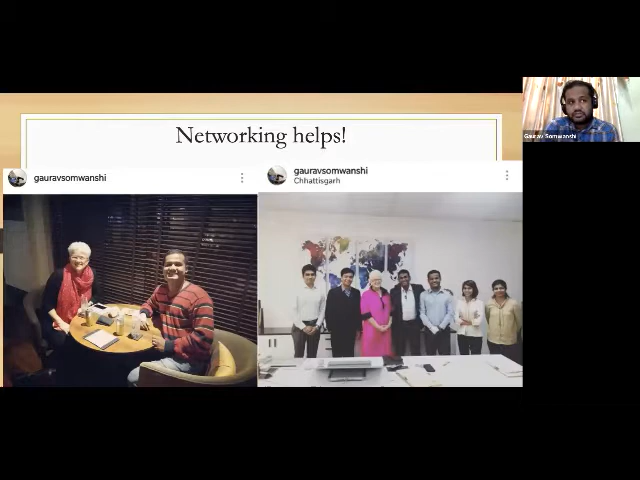 Networking helps!
gauravsomwanshi
gauravsomwanshi
Chhattisgarh
Gaurav Somwanshi